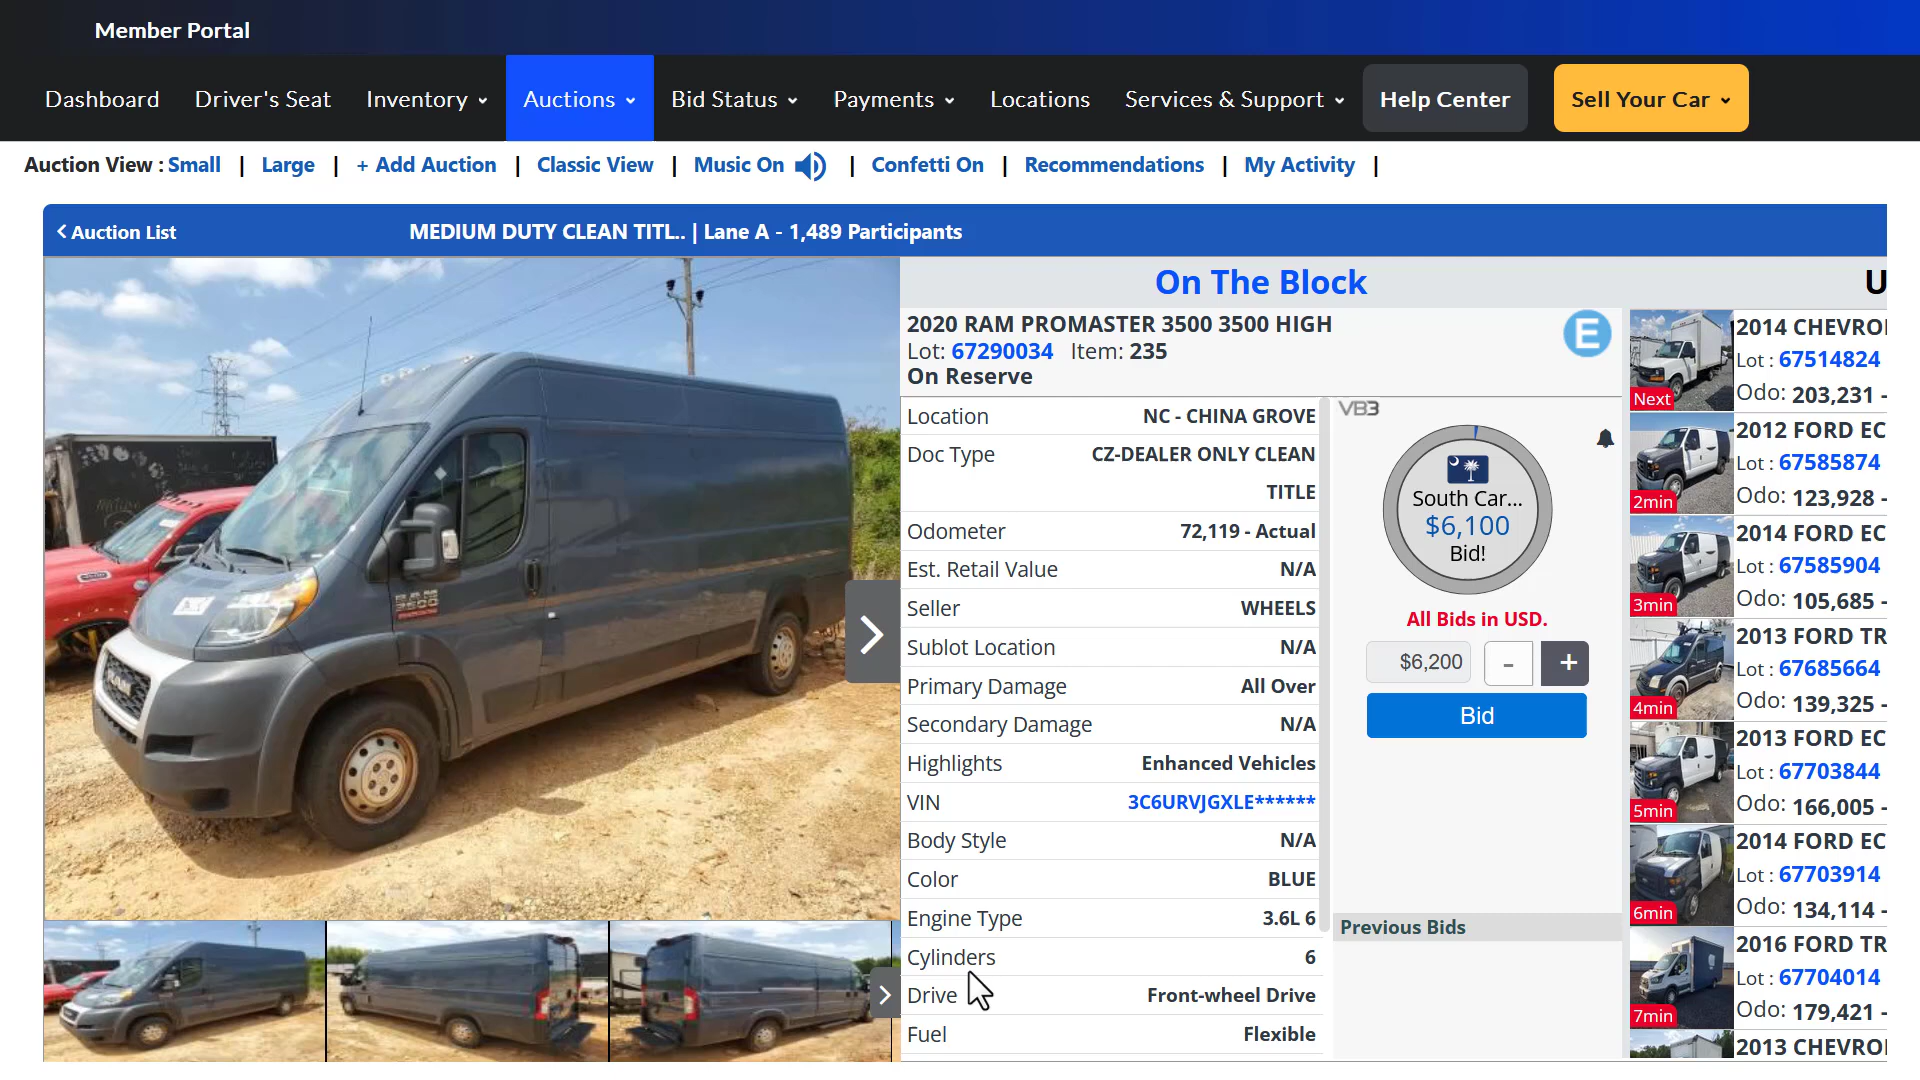 Member Portal
Dashboard
Driver's Seat
Inventory
Auctions
Bid Status
Payments
Locations
Services & Support
Help Center
Sell Your Car
Auction View : Small | Large | + Add Auction | Classic View | Music On | Confetti On | Recommendations | My Activity |
Auction List
MEDIUM DUTY CLEAN TITL.. | Lane A - 1,489 Participants
On The Block
U
2020 RAM PROMASTER 3500 3500 HIGH
Lot: 67290034 Item: 235
On Reserve
E
Location NC - CHINA GROVE
Doc Type CZ-DEALER ONLY CLEAN
TITLE
Odometer 72,119 - Actual
Est. Retail Value N/A
Seller WHEELS
Sublot Location N/A
Primary Damage All Over
Secondary Damage N/A
Highlights Enhanced Vehicles
VIN 3C6URVJGXLE******
Body Style N/A
Color BLUE
Engine Type 3.6L 6
Cylinders 6
Drive Front-wheel Drive
Fuel Flexible
VB3
South Car...
$6,100
Bid!
All Bids in USD.
$6,200
-
+
Bid
Previous Bids
2014 CHEVRO
Lot : 67514824
Odo: 203,231 -
Next
2012 FORD EC
Lot : 67585874
Odo: 123,928 -
2min
2014 FORD EC
Lot : 67585904
Odo: 105,685 -
3min
2013 FORD TR
Lot : 67685664
Odo: 139,325 -
4min
2013 FORD EC
Lot : 67703844
Odo: 166,005 -
5min
2014 FORD EC
Lot : 67703914
Odo: 134,114 -
6min
2016 FORD TR
Lot : 67704014
Odo: 179,421 -
7min
2013 CHEVRO
RAM
3500
RAM